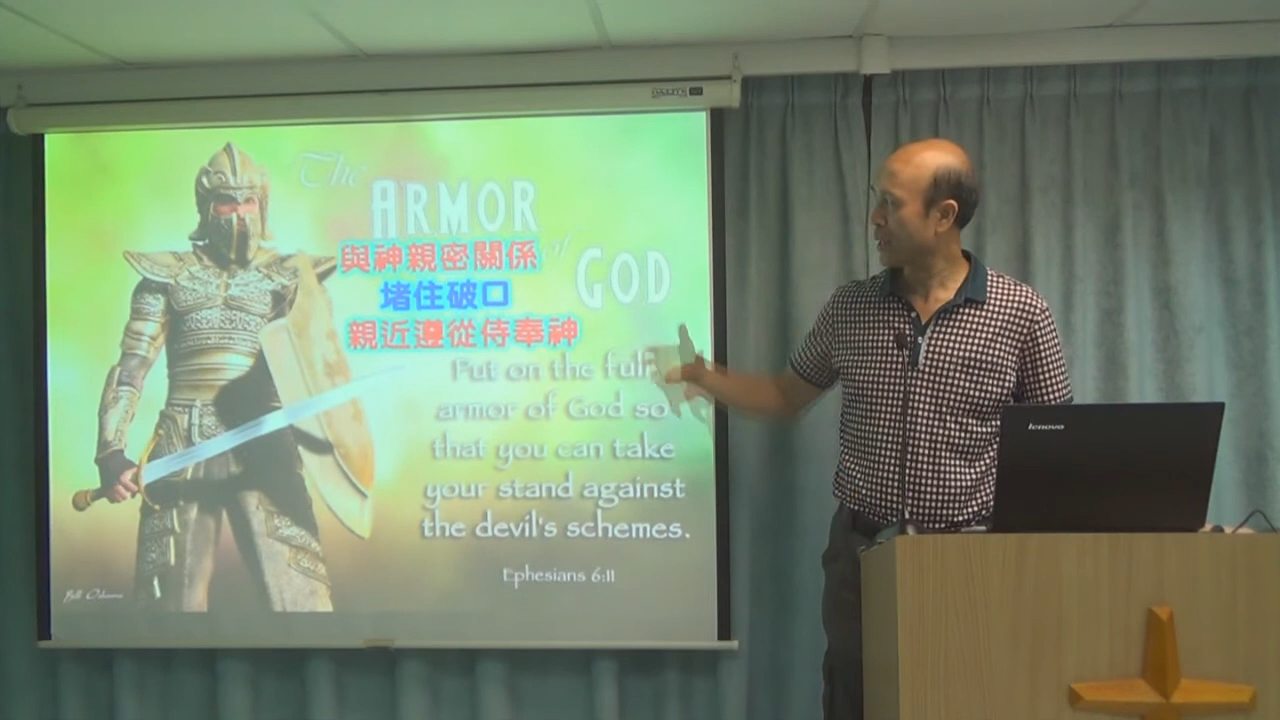 The
ARMOR
of
GOD
與神親密關係
堵住破口
親近遵從侍奉神
Put on the full
armor of God so
that you can take
your stand against
the devil's schemes.
Ephesians 6:11
lenovo